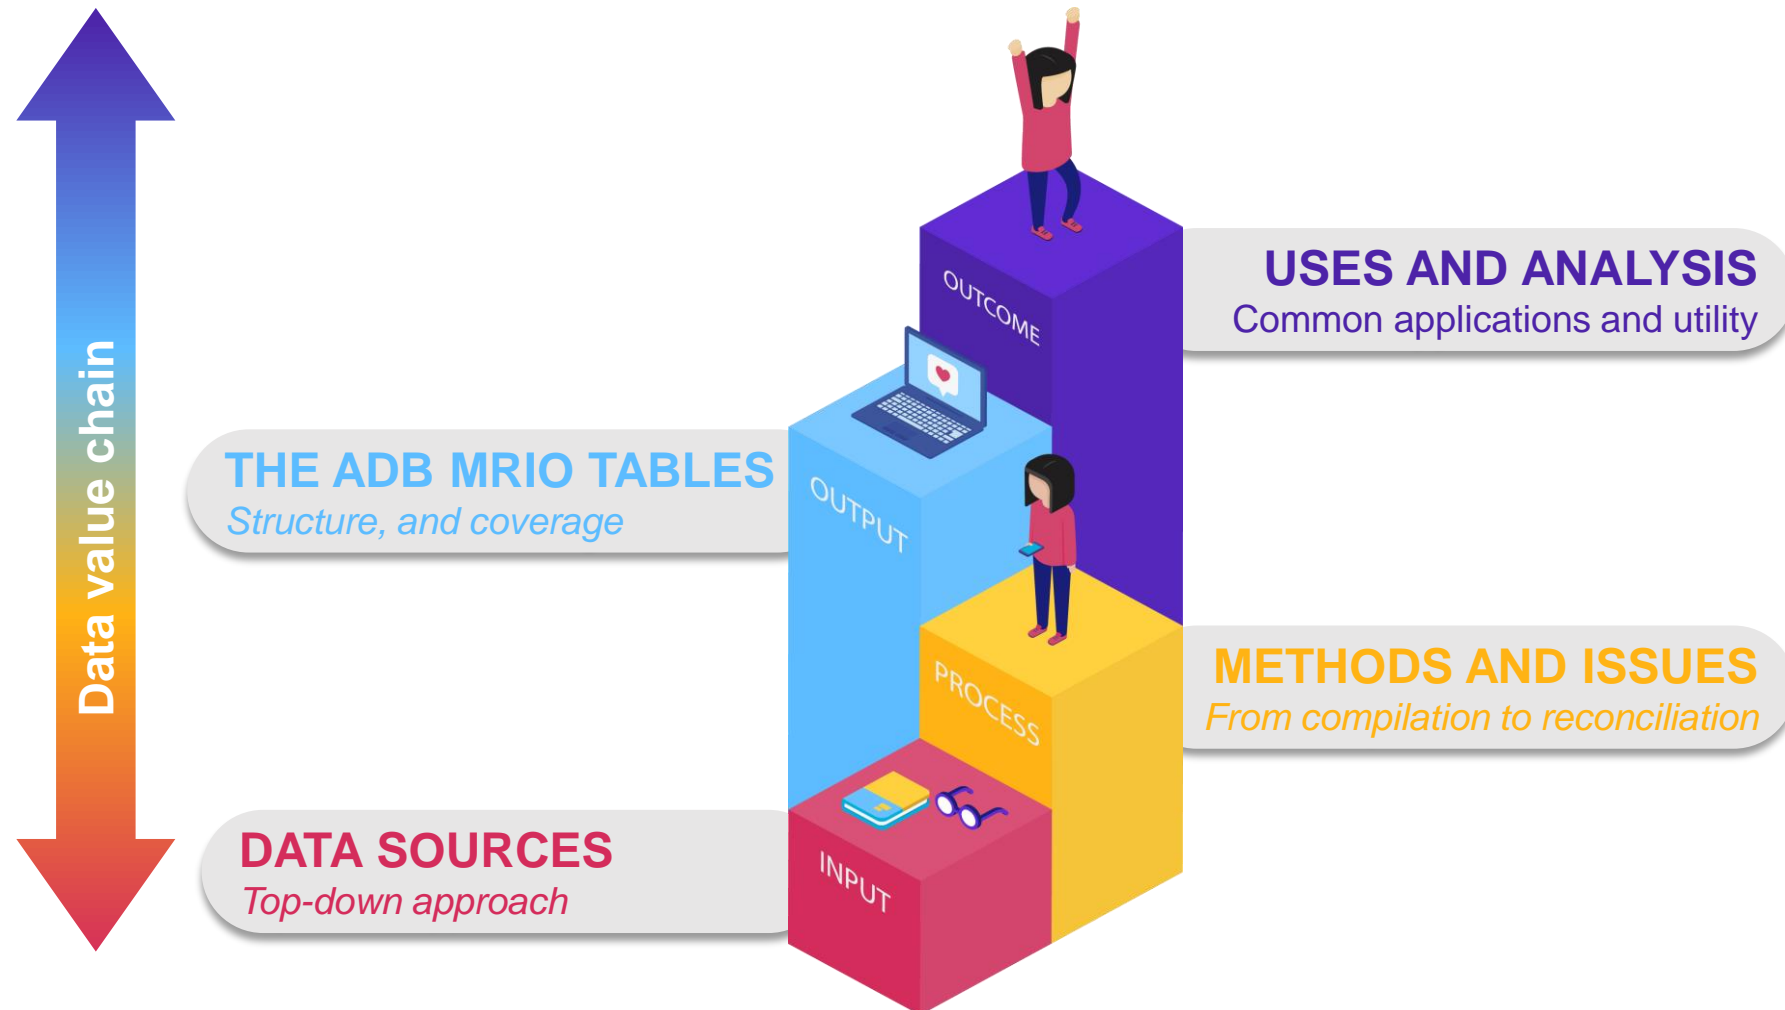 Data value chain
OUTCOME
USES AND ANALYSIS
Common applications and utility
THE ADB MRIO TABLES
Structure, and coverage
OUTPUT
PROCESS
METHODS AND ISSUES
From compilation to reconciliation
DATA SOURCES
Top-down approach
INPUT